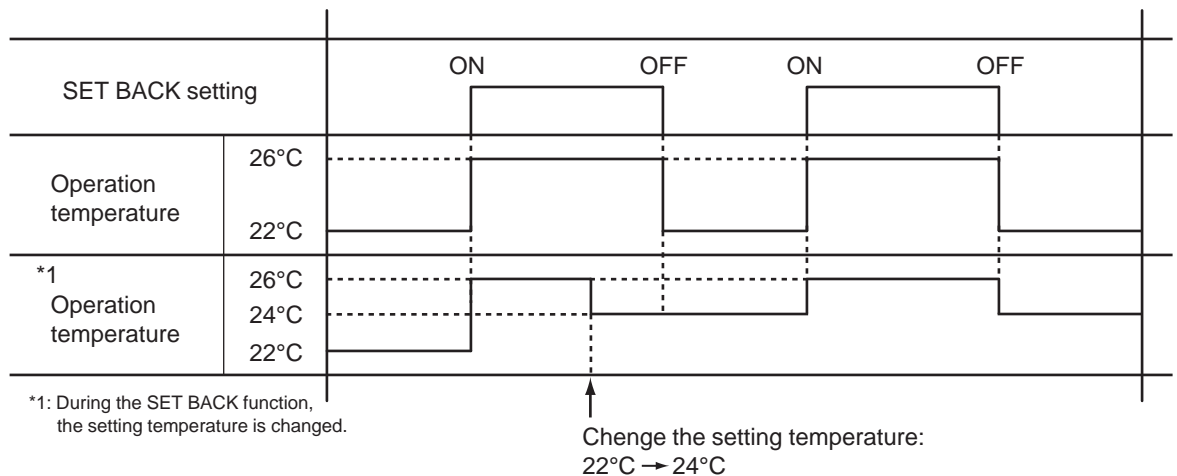 ON OFF ON OFF
SET BACK setting
26°C
Operation
temperature
22°C
*1
26°C
Operation
24°C
temperature
22°C
*1: During the SET BACK function,
the setting temperature is changed.
Chenge the setting temperature:
22°C → 24°C